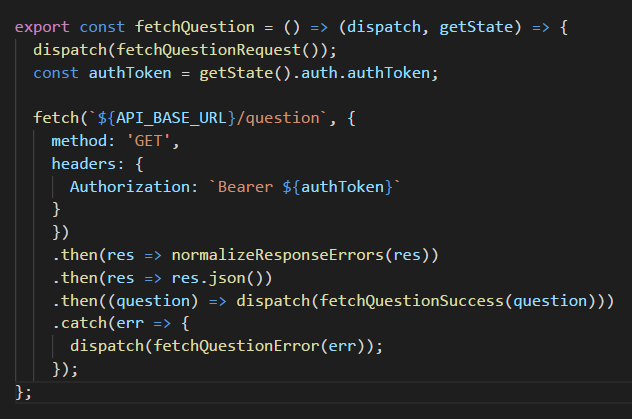 export const fetchQuestion = () => (dispatch, getState) => {
  dispatch(fetchQuestionRequest());
  const authToken = getState().auth.authToken;

  fetch(`${API_BASE_URL}/question`, {
    method: 'GET',
    headers: {
      Authorization: `Bearer ${authToken}`
    }
    })
    .then(res => normalizeResponseErrors(res))
    .then(res => res.json())
    .then((question) => dispatch(fetchQuestionSuccess(question)))
    .catch(err => {
      dispatch(fetchQuestionError(err));
    });
};